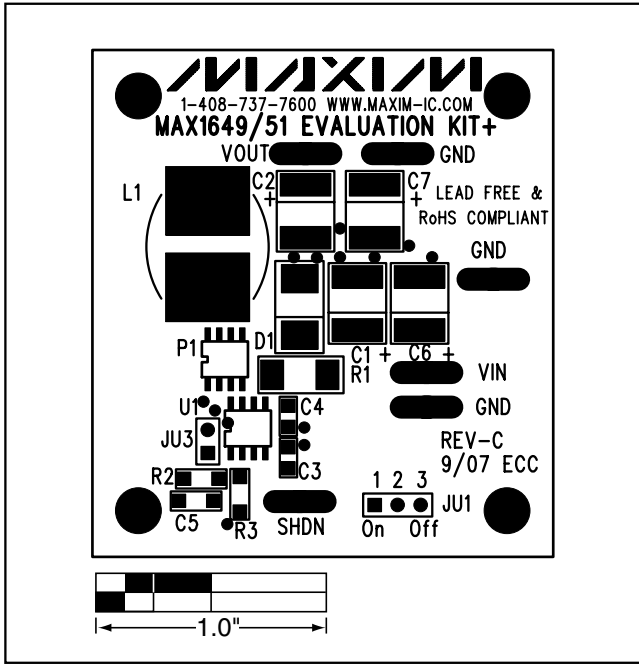 MAXIM
1-408-737-7600 WWW.MAXIM-IC.COM
MAX1649/51 EVALUATION KIT+
VOUT
GND
L1
C2
+
C7
+
LEAD FREE &
RoHS COMPLIANT
GND
P1
D1
C1 +
C6 +
R1
VIN
U1
C4
GND
JU3
REV-C
9/07 ECC
C3
R2
1 2 3
C5
R3
SHDN
JU1
On
Off
1.0"